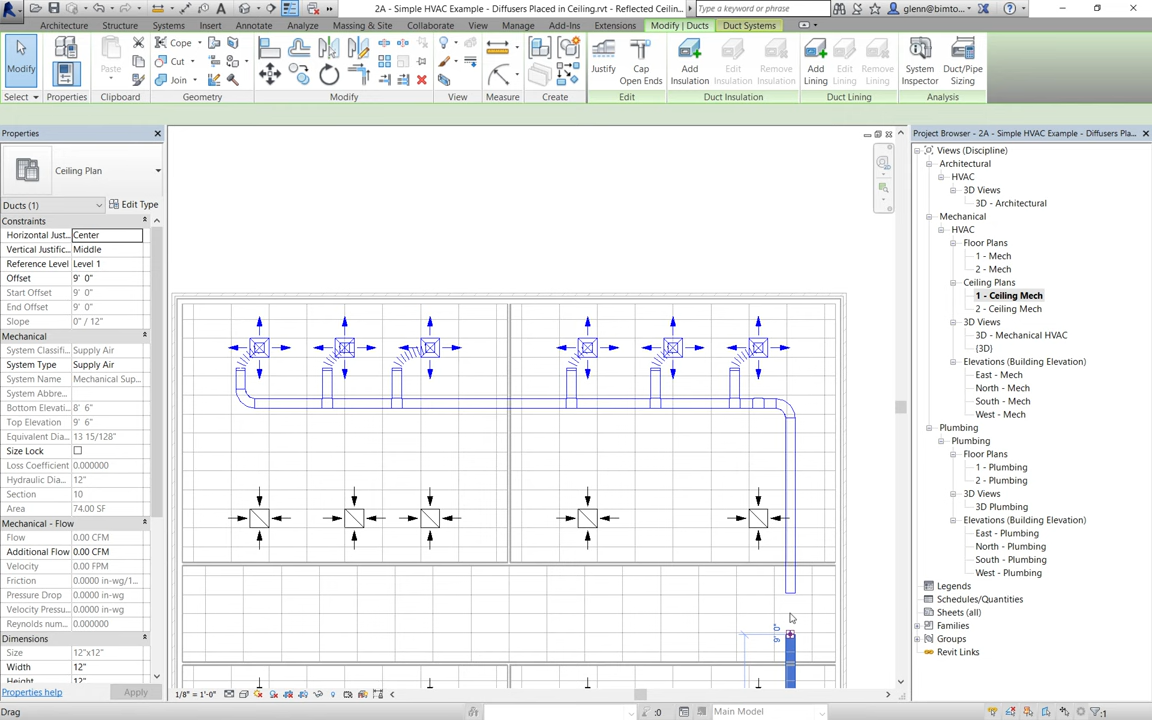 2A - Simple HVAC Example - Diffusers Placed in Ceiling.rvt - Reflected Ceilin...
Type a keyword or phrase
glenn@bimto...
Architecture Structure Systems Insert Annotate Analyze Massing & Site Collaborate View Manage Add-Ins Extensions Modify | Ducts Duct Systems
Modify
Paste
Cope
Cut
Join
Justify
Cap
Open Ends
Add
Insulation
Edit
Insulation
Remove
Insulation
Add
Lining
Edit
Lining
Remove
Lining
System
Inspector
Duct/Pipe
Sizing
Select Properties Clipboard Geometry Modify View Measure Create Edit Duct Insulation Duct Lining Analysis
Properties
Ceiling Plan
Ducts (1)
Edit Type
Constraints
Horizontal Just... Center
Vertical Justific... Middle
Reference Level Level 1
Offset 9' 0"
Start Offset 9' 0"
End Offset 9' 0"
Slope 0" / 12"
Mechanical
System Classifi... Supply Air
System Type Supply Air
System Name Mechanical Sup...
System Abbre...
Bottom Elevati... 8' 6"
Top Elevation 9' 6"
Equivalent Dia... 13 15/128"
Size Lock
Loss Coefficient 0.000000
Hydraulic Dia... 12"
Section 10
Area 74.00 SF
Mechanical - Flow
Flow 0.00 CFM
Additional Flow 0.00 CFM
Velocity 0.00 FPM
Friction 0.0000 in-wg/1...
Pressure Drop 0.0000 in-wg
Velocity Press... 0.0000 in-wg
Reynolds num... 0.000000
Dimensions
Size 12"x12"
Width 12"
Height 12"
Properties help
Apply
9' 0"
1/8" = 1'-0"
Project Browser - 2A - Simple HVAC Example - Diffusers Pla...
Views (Discipline)
Architectural
HVAC
3D Views
3D - Architectural
Mechanical
HVAC
Floor Plans
1 - Mech
2 - Mech
Ceiling Plans
1 - Ceiling Mech
2 - Ceiling Mech
3D Views
3D - Mechanical HVAC
{3D}
Elevations (Building Elevation)
East - Mech
North - Mech
South - Mech
West - Mech
Plumbing
Plumbing
Floor Plans
1 - Plumbing
2 - Plumbing
3D Views
3D Plumbing
Elevations (Building Elevation)
East - Plumbing
North - Plumbing
South - Plumbing
West - Plumbing
Legends
Schedules/Quantities
Sheets (all)
Families
Groups
Revit Links
Drag
:0
Main Model
:1